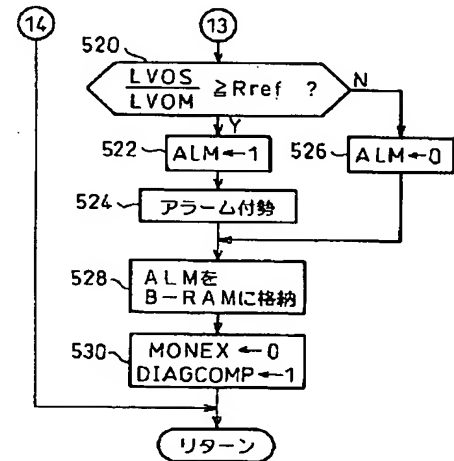 14
13
520
LVOS
LVOM
≧Rref ?
N
Y
522
ALM←1
526
ALM←0
524
アラーム付勢
528
ALMを
B-RAMに格納
530
MONEX←0
DIAGCOMP←1
リターン